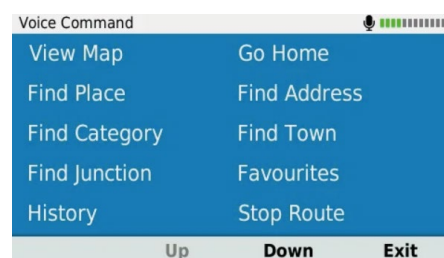 Voice Command
View Map Go Home
Find Place Find Address
Find Category Find Town
Find Junction Favourites
History Stop Route
Up Down Exit